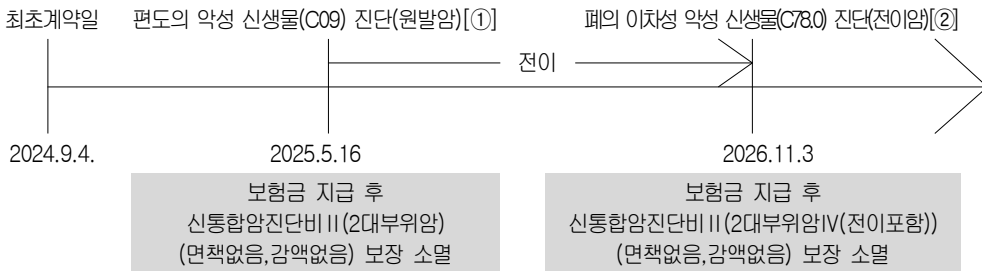 최초계약일 편도의 악성 신생물(C09) 진단(원발암)[①] 폐의 이차성 악성 신생물(C78.0) 진단(전이암)[②]
전이
2024.9.4. 2025.5.16 2026.11.3
보험금 지급 후
신통합암진단비Ⅱ(2대부위암)
(면책없음,감액없음) 보장 소멸
보험금 지급 후
신통합암진단비Ⅱ(2대부위암Ⅳ(전이포함))
(면책없음,감액없음) 보장 소멸